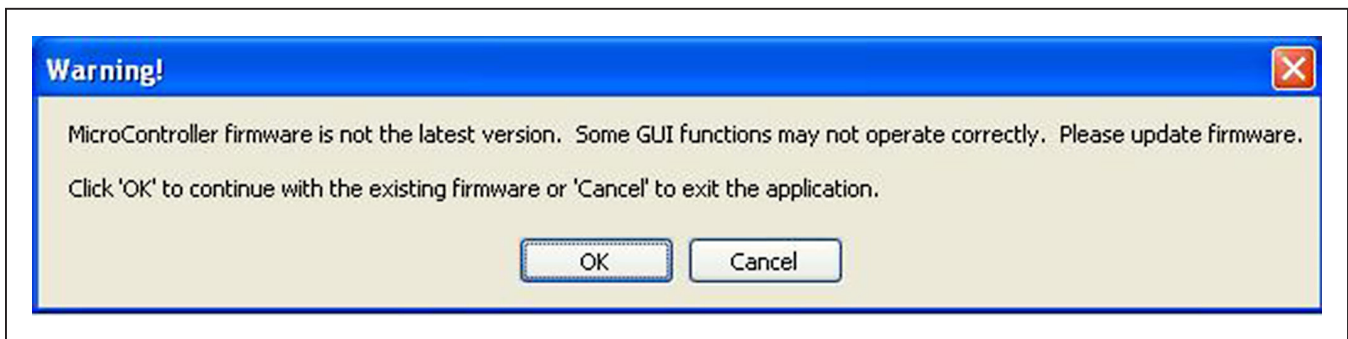 Warning!
MicroController firmware is not the latest version.  Some GUI functions may not operate correctly.  Please update firmware.
Click 'OK' to continue with the existing firmware or 'Cancel' to exit the application.
OK
Cancel